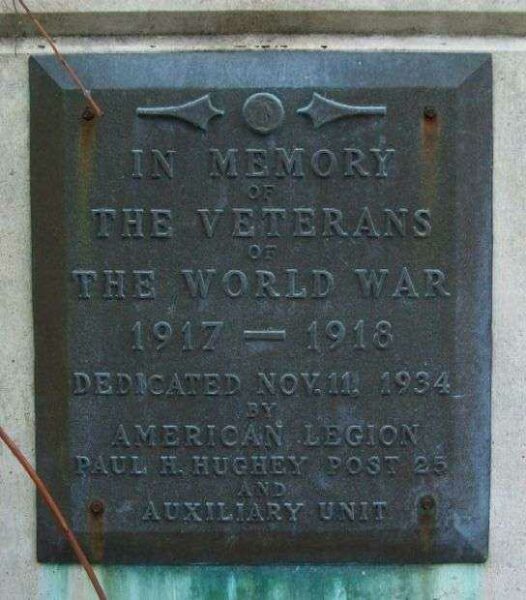 IN MEMORY
OF
THE VETERANS
OF
THE WORLD WAR
1917 — 1918
DEDICATED NOV. 11, 1934
BY
AMERICAN LEGION
PAUL H. HUGHEY POST 25
AND
AUXILIARY UNIT